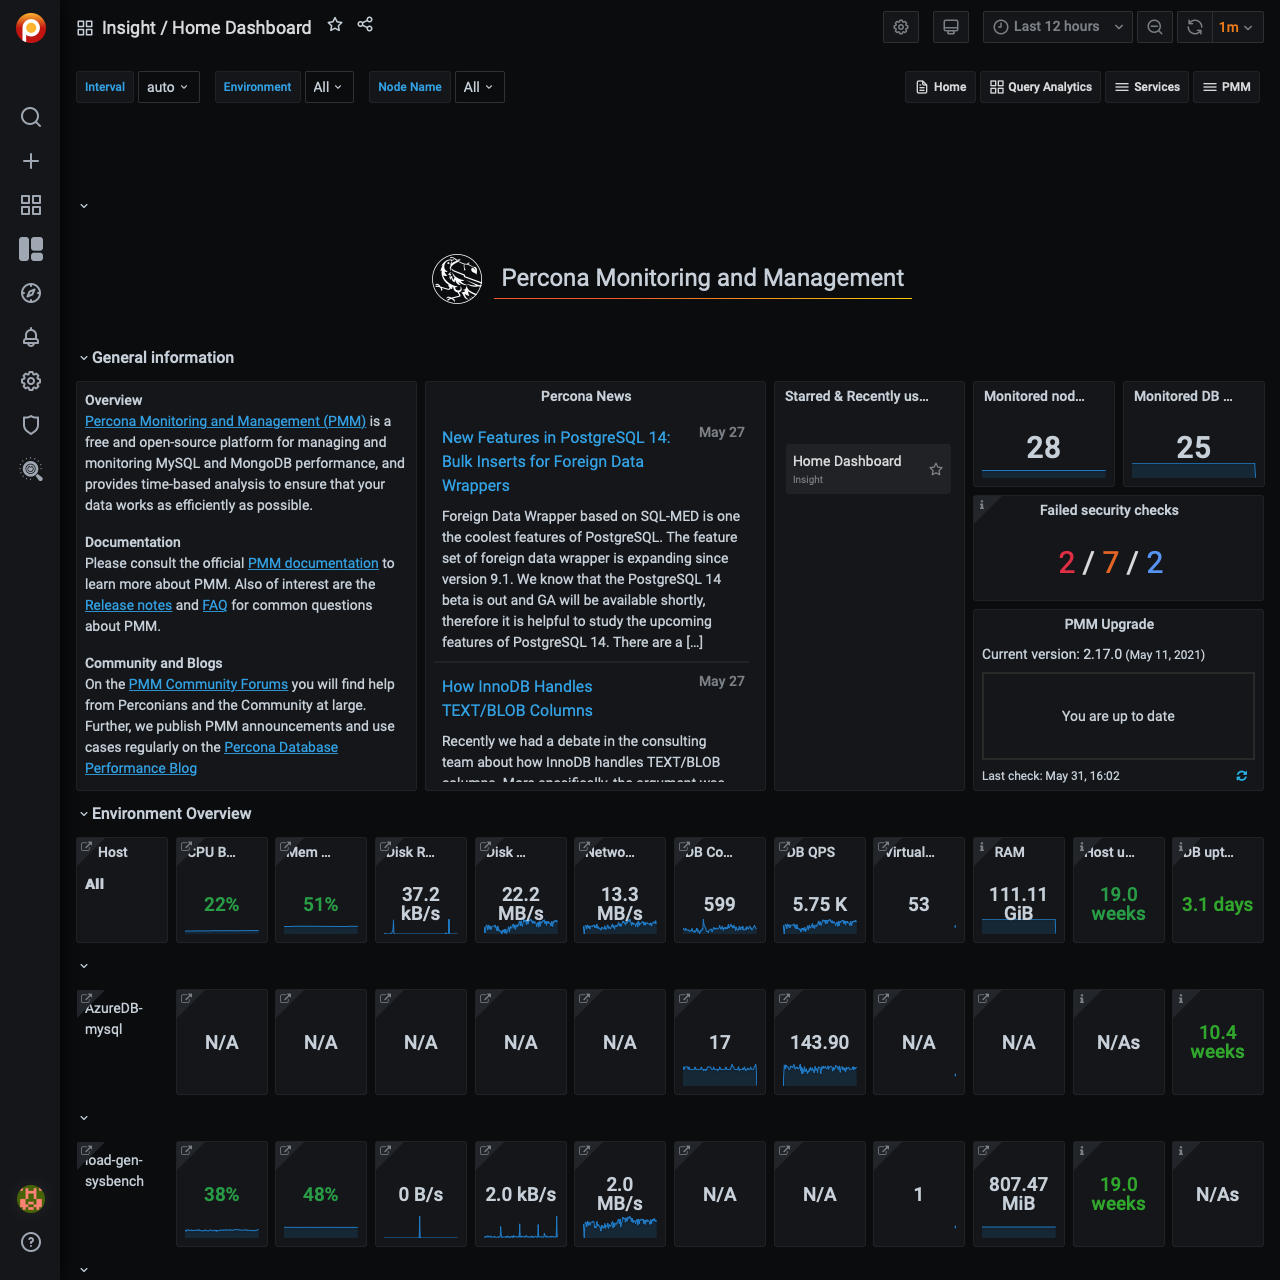 Insight / Home Dashboard
Last 12 hours
1m
Interval auto Environment All Node Name All
Home Query Analytics Services PMM
Percona Monitoring and Management
General information
Overview
Percona Monitoring and Management (PMM) is a
free and open-source platform for managing and
monitoring MySQL and MongoDB performance, and
provides time-based analysis to ensure that your
data works as efficiently as possible.
Documentation
Please consult the official PMM documentation to
learn more about PMM. Also of interest are the
Release notes and FAQ for common questions
about PMM.
Community and Blogs
On the PMM Community Forums you will find help
from Perconians and the Community at large.
Further, we publish PMM announcements and use
cases regularly on the Percona Database
Performance Blog
Percona News
New Features in PostgreSQL 14:
Bulk Inserts for Foreign Data
Wrappers
May 27
Foreign Data Wrapper based on SQL-MED is one
the coolest features of PostgreSQL. The feature
set of foreign data wrapper is expanding since
version 9.1. We know that the PostgreSQL 14
beta is out and GA will be available shortly,
therefore it is helpful to study the upcoming
features of PostgreSQL 14. There are a […]
How InnoDB Handles
TEXT/BLOB Columns
May 27
Recently we had a debate in the consulting
team about how InnoDB handles TEXT/BLOB
columns. More specifically, the argument was
Starred & Recently us...
Home Dashboard
Insight
Monitored nod...
28
Monitored DB ...
25
Failed security checks
2 / 7 / 2
PMM Upgrade
Current version: 2.17.0 (May 11, 2021)
You are up to date
Last check: May 31, 16:02
Environment Overview
Host CPU B... Mem ... Disk R... Disk ... Netwo... DB Co... DB QPS Virtual... RAM Host u... DB upt...
All 22% 51% 37.2 kB/s 22.2 MB/s 13.3 MB/s 599 5.75 K 53 111.11 GiB 19.0 weeks 3.1 days
AzureDB-
mysql
N/A N/A N/A N/A N/A 17 143.90 N/A N/A N/As 10.4 weeks
load-gen-
sysbench
38% 48% 0 B/s 2.0 kB/s 2.0 MB/s N/A N/A 1 807.47 MiB 19.0 weeks N/As